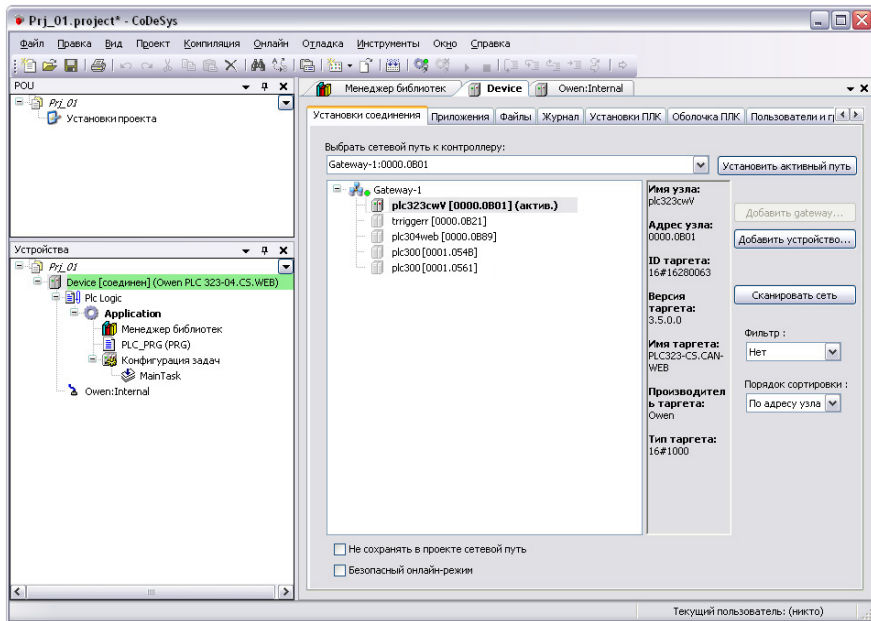 Prj_01.project* - CoDeSys
Файл Правка Вид Проект Компиляция Онлайн Отладка Инструменты Окно Справка
POU
Prj_01
Установки проекта
Устройства
Prj_01
Device [соединен] (Owen PLC 323-04.CS.WEB)
Plc Logic
Application
Менеджер библиотек
PLC_PRG (PRG)
Конфигурация задач
MainTask
Owen:Internal
Менеджер библиотек Device Owen:Internal
Установки соединения Приложения Файлы Журнал Установки ПЛК Оболочка ПЛК Пользователи и гр
Выбрать сетевой путь к контроллеру:
Gateway-1:0000.0B01 Установить активный путь
Gateway-1
plc323cwV [0000.0B01] (актив.)
trriggerr [0000.0B21]
plc304web [0000.0B89]
plc300 [0001.054B]
plc300 [0001.0561]
Имя узла:
plc323cwV
Адрес узла:
0000.0B01
ID таргета:
16#16280063
Версия
таргета:
3.5.0.0
Имя таргета:
PLC323-CS.CAN-
WEB
Производител
ь таргета:
Owen
Тип таргета:
16#1000
Добавить gateway...
Добавить устройство...
Сканировать сеть
Фильтр :
Нет
Порядок сортировки :
По адресу узла
Не сохранять в проекте сетевой путь
Безопасный онлайн-режим
Текущий пользователь: (никто)